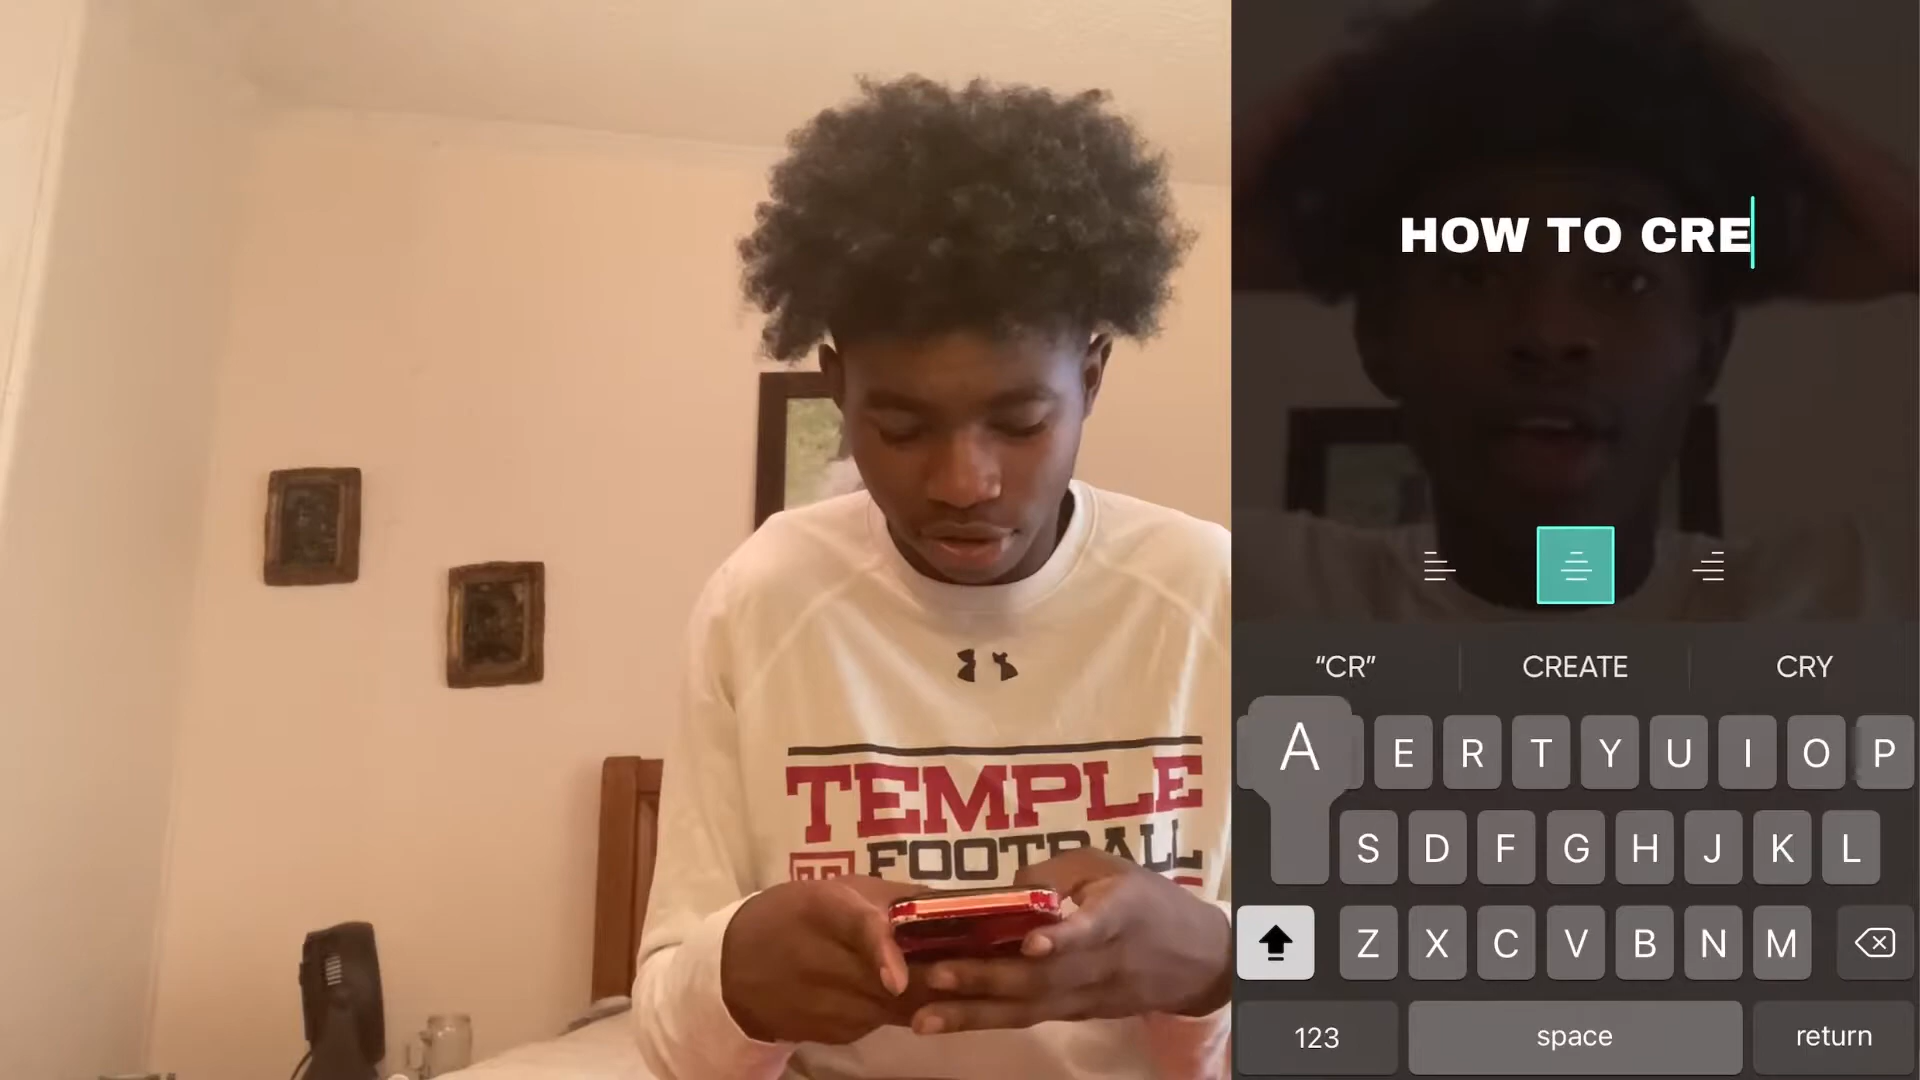 TEMPLE
FOOTBALL
HOW TO CRE
“CR” CREATE CRY
A E R T Y U I O P
S D F G H J K L
Z X C V B N M
123 space return